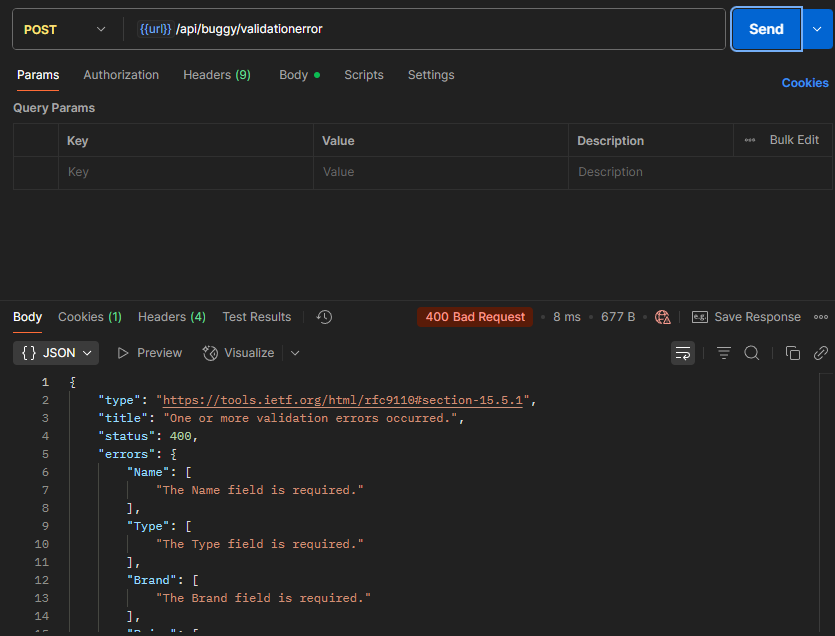 POST {{url}}/api/buggy/validationerror Send
Params Authorization Headers (9) Body Scripts Settings Cookies
Query Params
Key Value Description Bulk Edit
Key Value Description
Body Cookies (1) Headers (4) Test Results 400 Bad Request 8 ms 677 B e.g. Save Response
{} JSON Preview Visualize
1 {
2 "type": "https://tools.ietf.org/html/rfc9110#section-15.5.1",
3 "title": "One or more validation errors occurred.",
4 "status": 400,
5 "errors": {
6 "Name": [
7 "The Name field is required."
8 ],
9 "Type": [
10 "The Type field is required."
11 ],
12 "Brand": [
13 "The Brand field is required."
14 ],